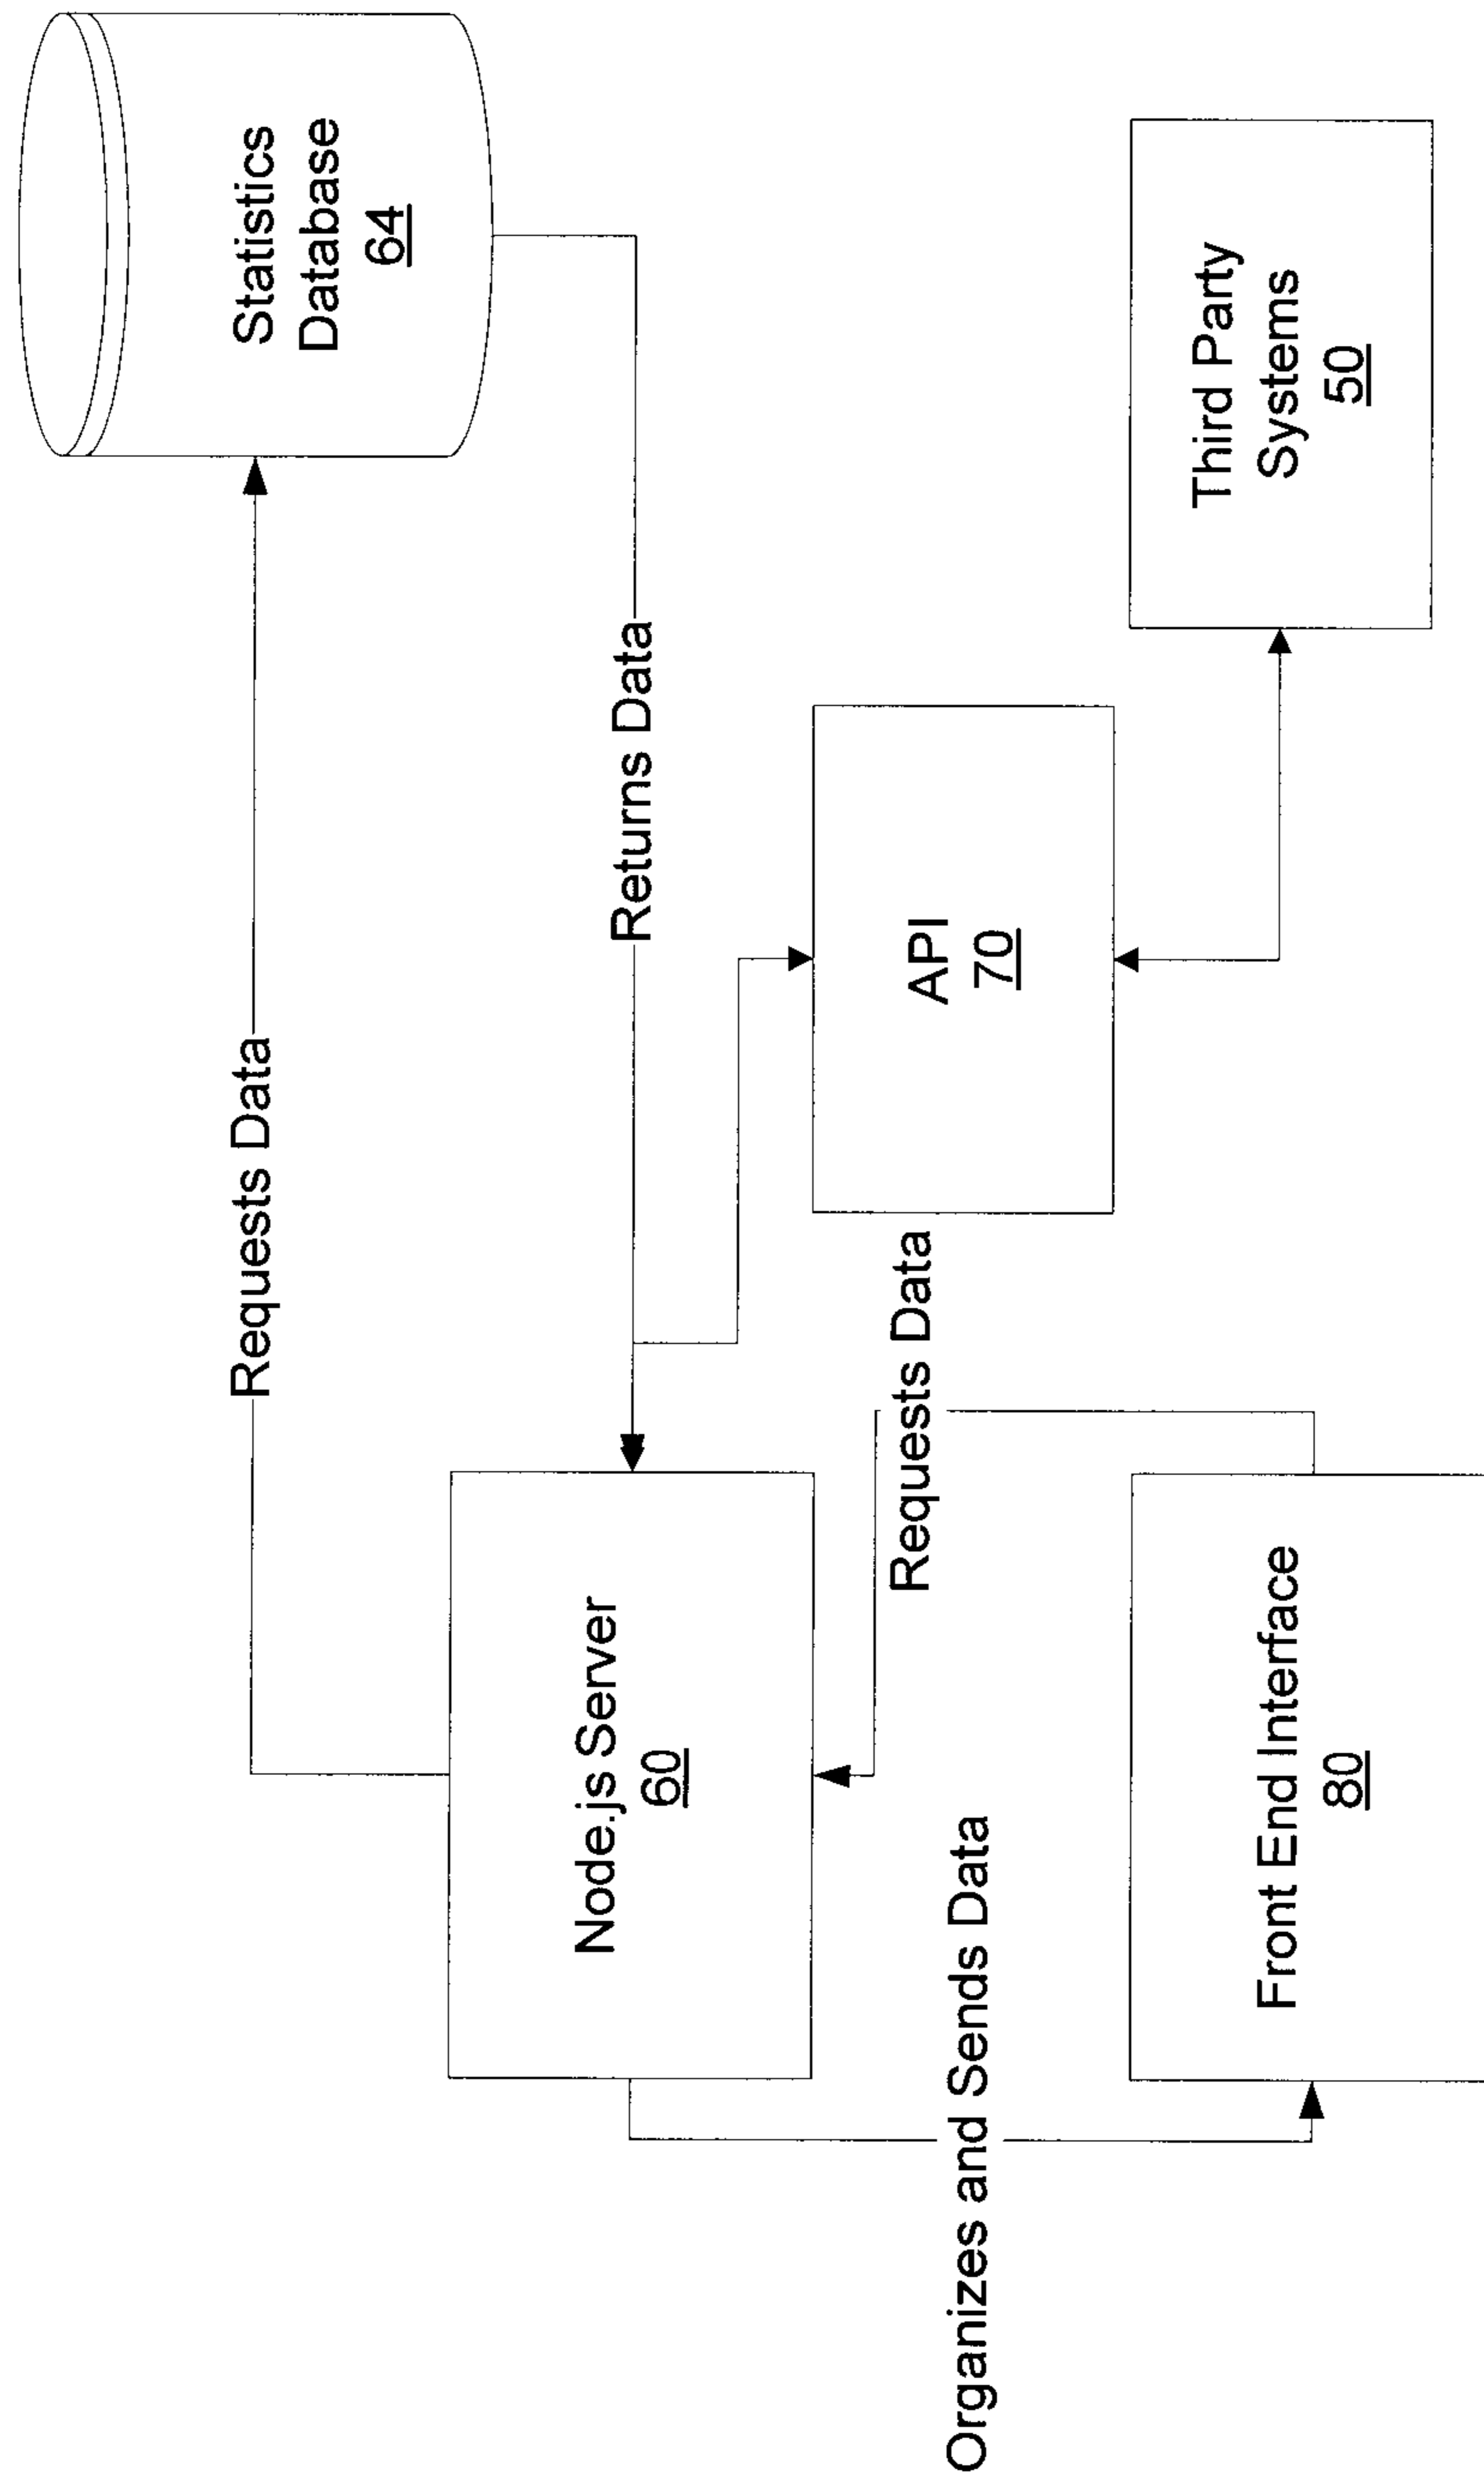 Requests Data
Statistics
Database
64
Returns Data
Node.js Server
60
API
70
Requests Data
Organizes and Sends Data
Front End Interface
80
Third Party
Systems
50